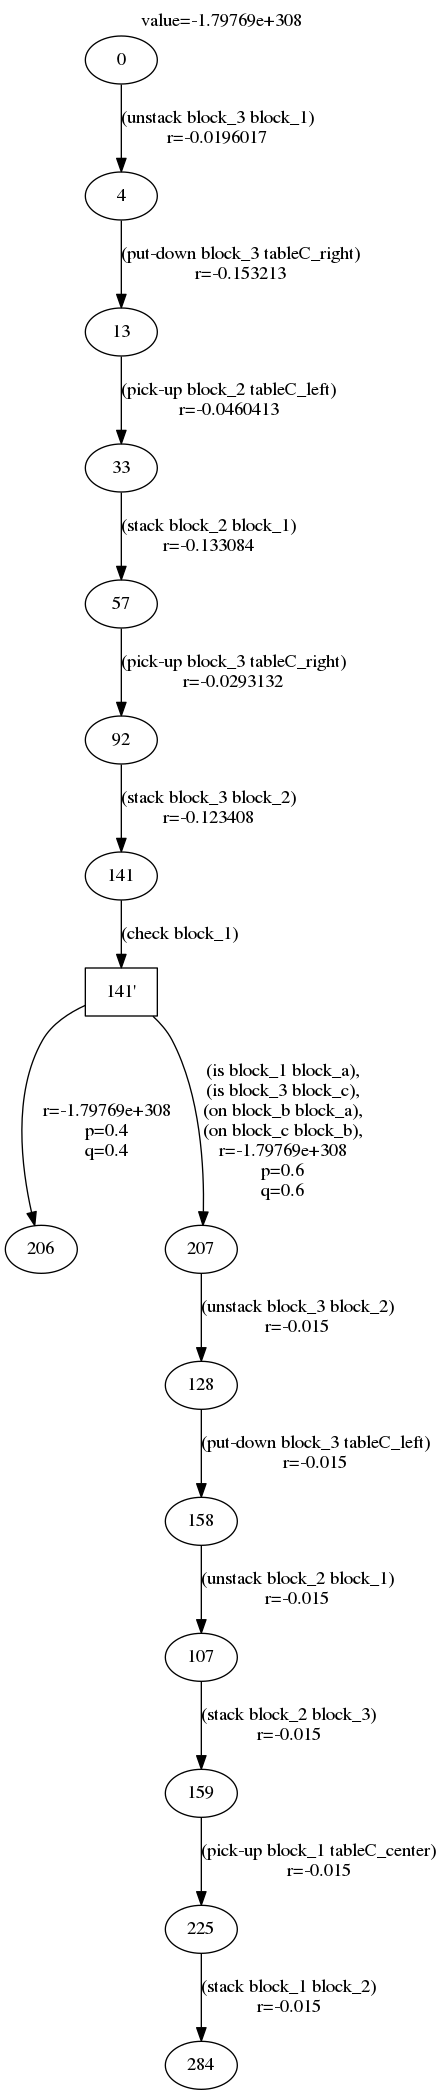 value=-1.79769e+308
0
(unstack block_3 block_1)
r=-0.0196017
4
(put-down block_3 tableC_right)
r=-0.153213
13
(pick-up block_2 tableC_left)
r=-0.0460413
33
(stack block_2 block_1)
r=-0.133084
57
(pick-up block_3 tableC_right)
r=-0.0293132
92
(stack block_3 block_2)
r=-0.123408
141
(check block_1)
141'
r=-1.79769e+308
p=0.4
q=0.4
(is block_1 block_a),
(is block_3 block_c),
(on block_b block_a),
(on block_c block_b),
r=-1.79769e+308
p=0.6
q=0.6
206
207
(unstack block_3 block_2)
r=-0.015
128
(put-down block_3 tableC_left)
r=-0.015
158
(unstack block_2 block_1)
r=-0.015
107
(stack block_2 block_3)
r=-0.015
159
(pick-up block_1 tableC_center)
r=-0.015
225
(stack block_1 block_2)
r=-0.015
284